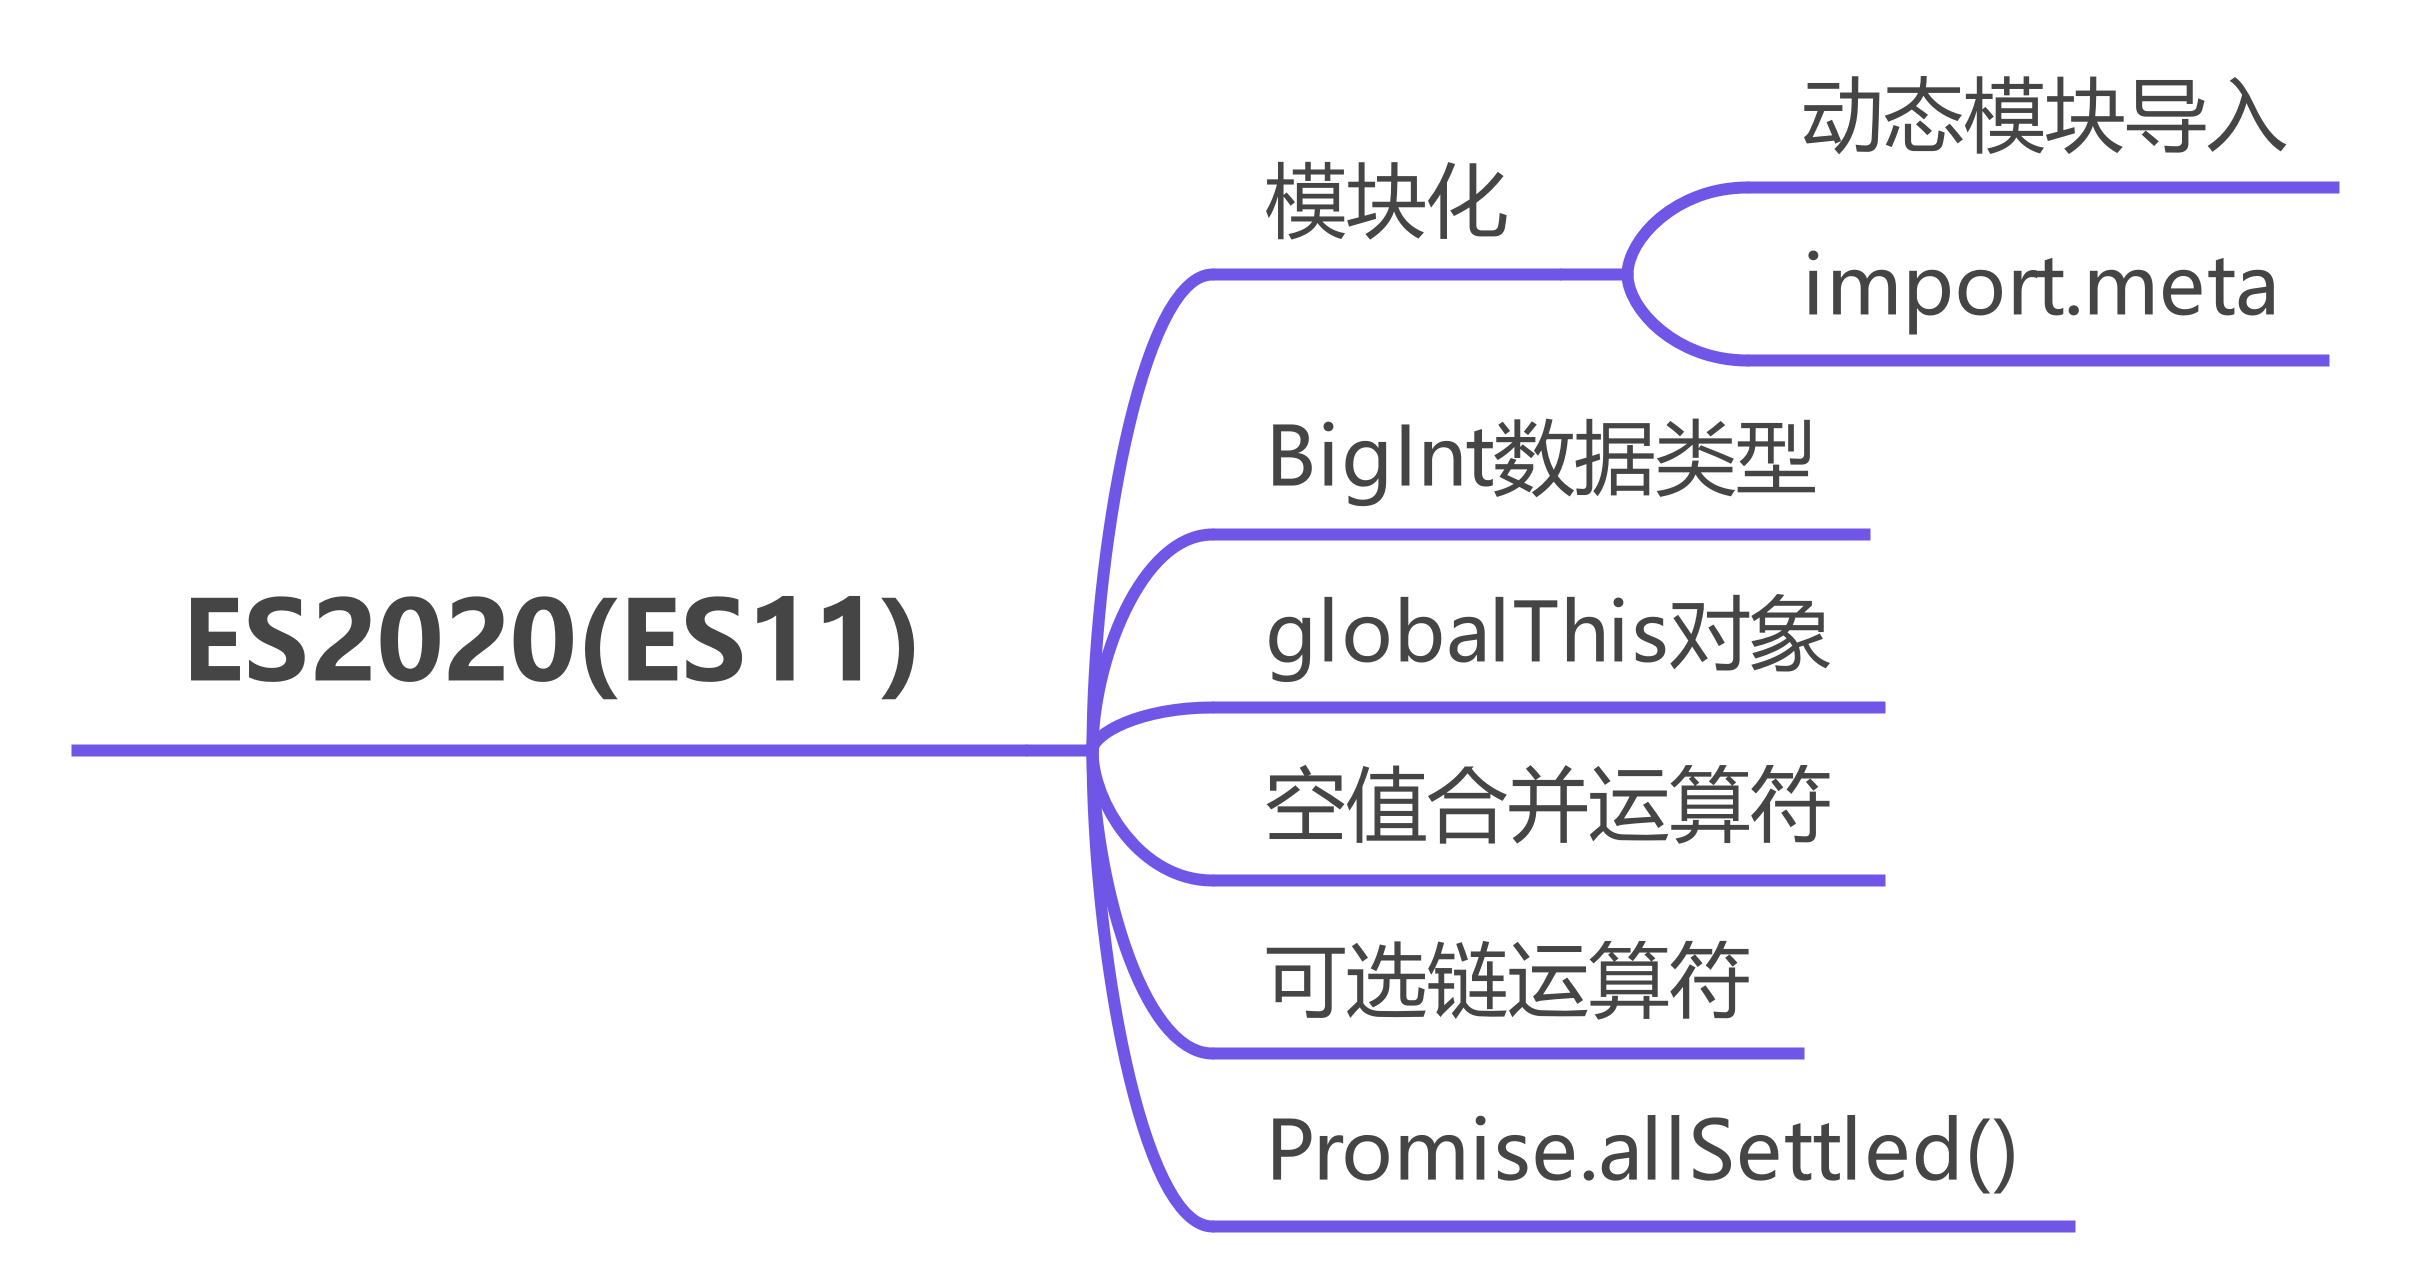 ES2020(ES11)
模块化
动态模块导入
import.meta
BigInt数据类型
globalThis对象
空值合并运算符
可选链运算符
Promise.allSettled()